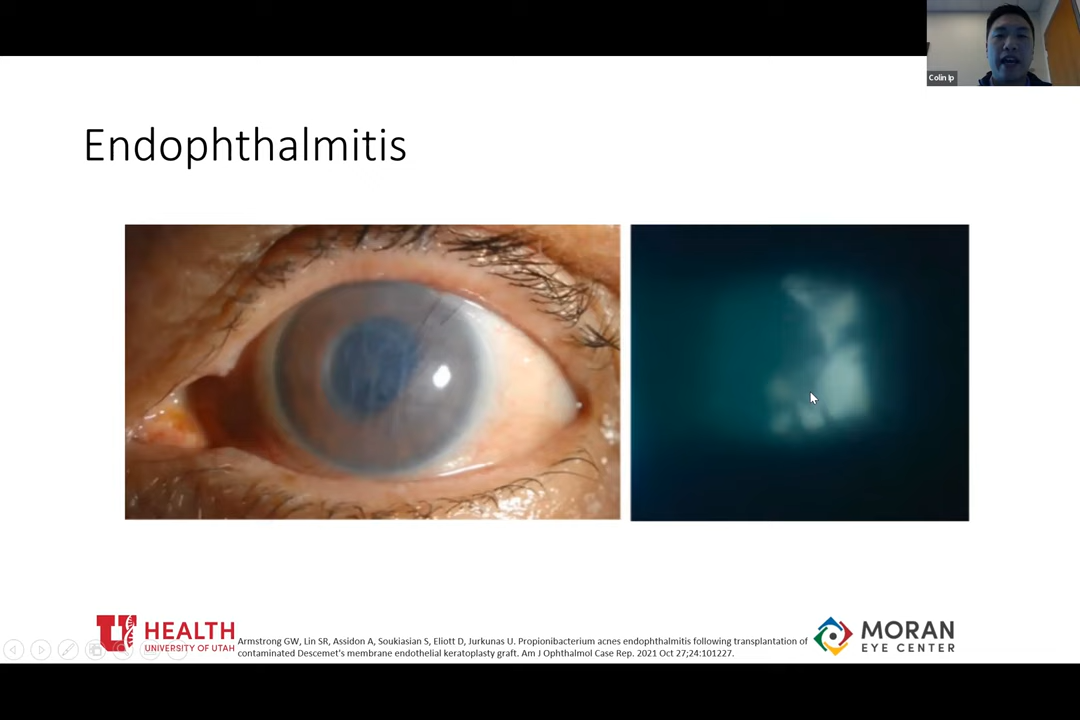 Colin Ip
Endophthalmitis
U HEALTH
UNIVERSITY OF UTAH
Armstrong GW, Lin SR, Assidon A, Soukiasian S, Eliott D, Jurkunas U. Propionibacterium acnes endophthalmitis following transplantation of
contaminated Descemet's membrane endothelial keratoplasty graft. Am J Ophthalmol Case Rep. 2021 Oct 27;24:101227.
MORAN
EYE CENTER